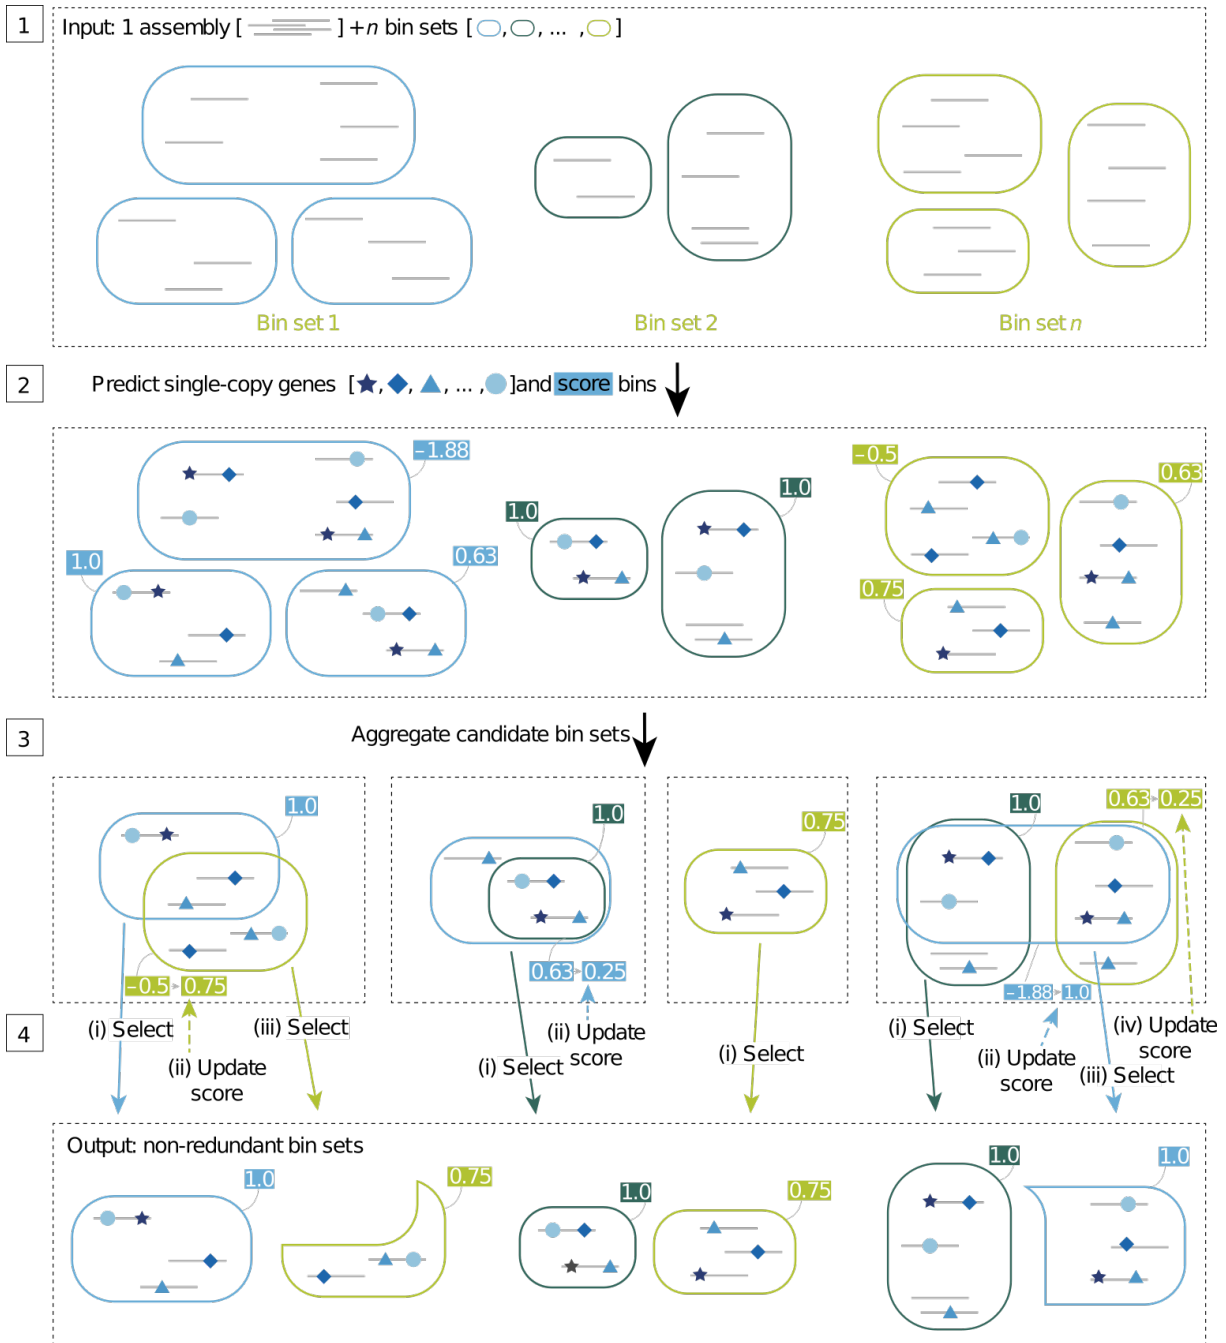 1
Input: 1 assembly [ ] + n bin sets [ , , ... , ]
Bin set 1
Bin set 2
Bin set n
2
Predict single-copy genes [ , , , ... , ]and score bins
−1.88
−0.5
0.63
1.0
1.0
1.0
0.63
0.75
3
Aggregate candidate bin sets
1.0
1.0
0.75
1.0
0.63 0.25
−0.5 0.75
0.63 0.25
−1.88 1.0
4
(i) Select
(iii) Select
(ii) Update
score
(i) Select
(ii) Update
score
(i) Select
(i) Select
(ii) Update
score
(iii) Select
(iv) Update
score
Output: non-redundant bin sets
1.0
0.75
1.0
0.75
1.0
1.0